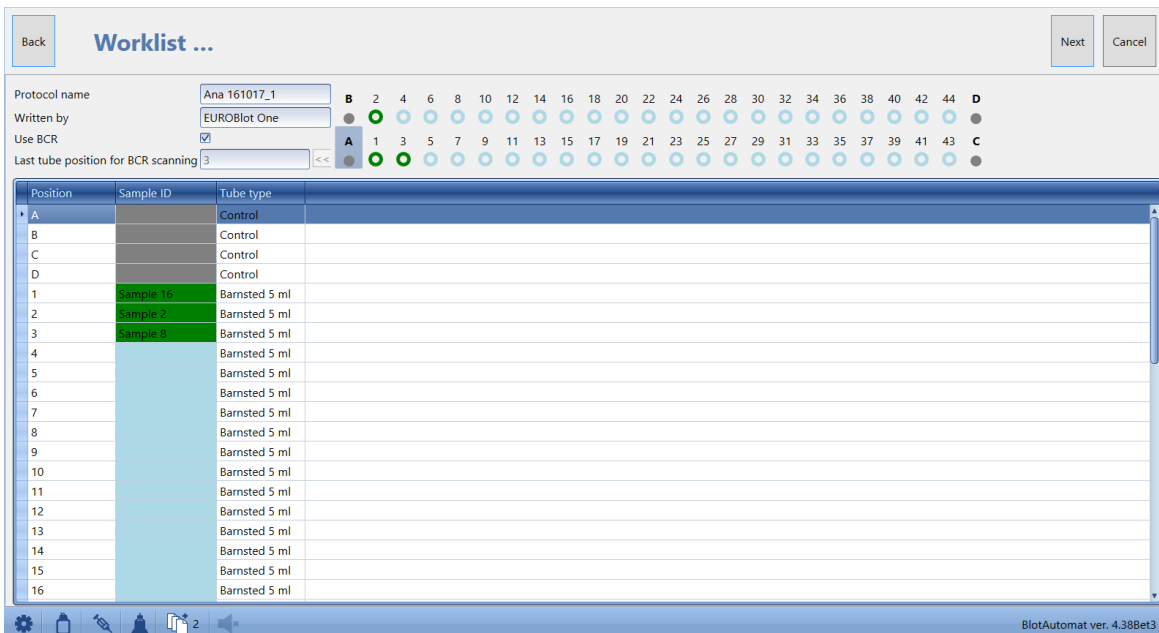 Back
Worklist ...
Next
Cancel
Protocol name Ana 161017_1
Written by EUROBlot One
Use BCR
Last tube position for BCR scanning 3 <<
B 2 4 6 8 10 12 14 16 18 20 22 24 26 28 30 32 34 36 38 40 42 44 D
A 1 3 5 7 9 11 13 15 17 19 21 23 25 27 29 31 33 35 37 39 41 43 C
Position Sample ID Tube type
A Control
B Control
C Control
D Control
1 Sample 16 Barnsted 5 ml
2 Sample 2 Barnsted 5 ml
3 Sample 8 Barnsted 5 ml
4 Barnsted 5 ml
5 Barnsted 5 ml
6 Barnsted 5 ml
7 Barnsted 5 ml
8 Barnsted 5 ml
9 Barnsted 5 ml
10 Barnsted 5 ml
11 Barnsted 5 ml
12 Barnsted 5 ml
13 Barnsted 5 ml
14 Barnsted 5 ml
15 Barnsted 5 ml
16 Barnsted 5 ml
2
BlotAutomat ver. 4.38Bet3